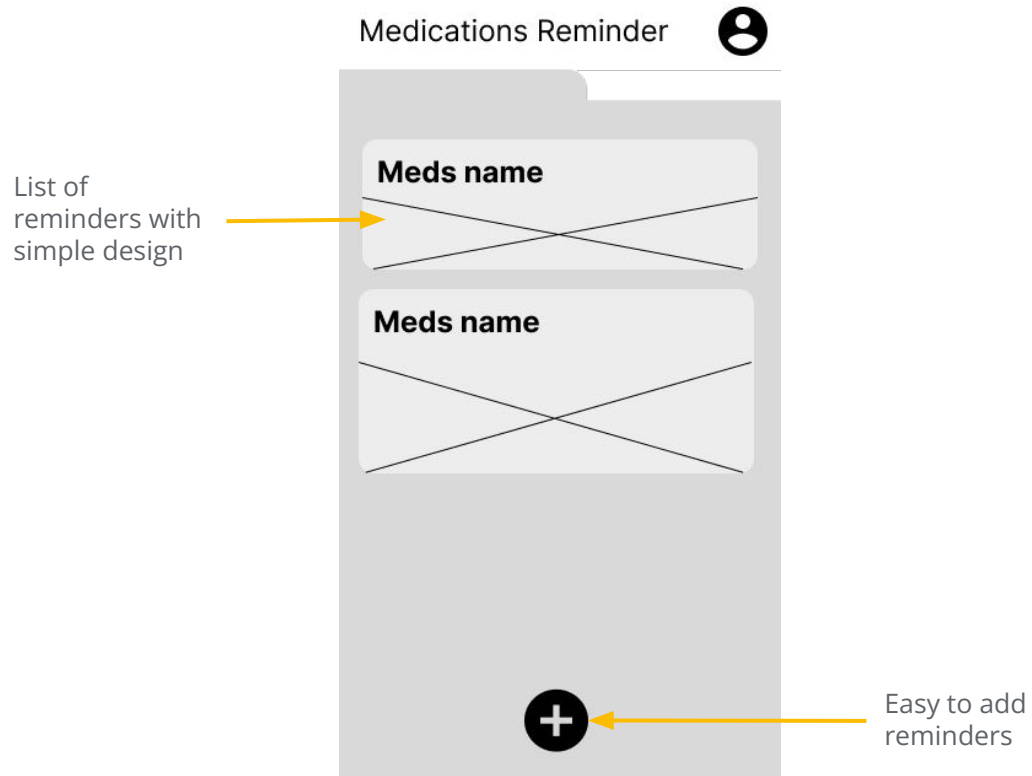 Medications Reminder
List of
reminders with
simple design
Meds name
Meds name
Easy to add
reminders